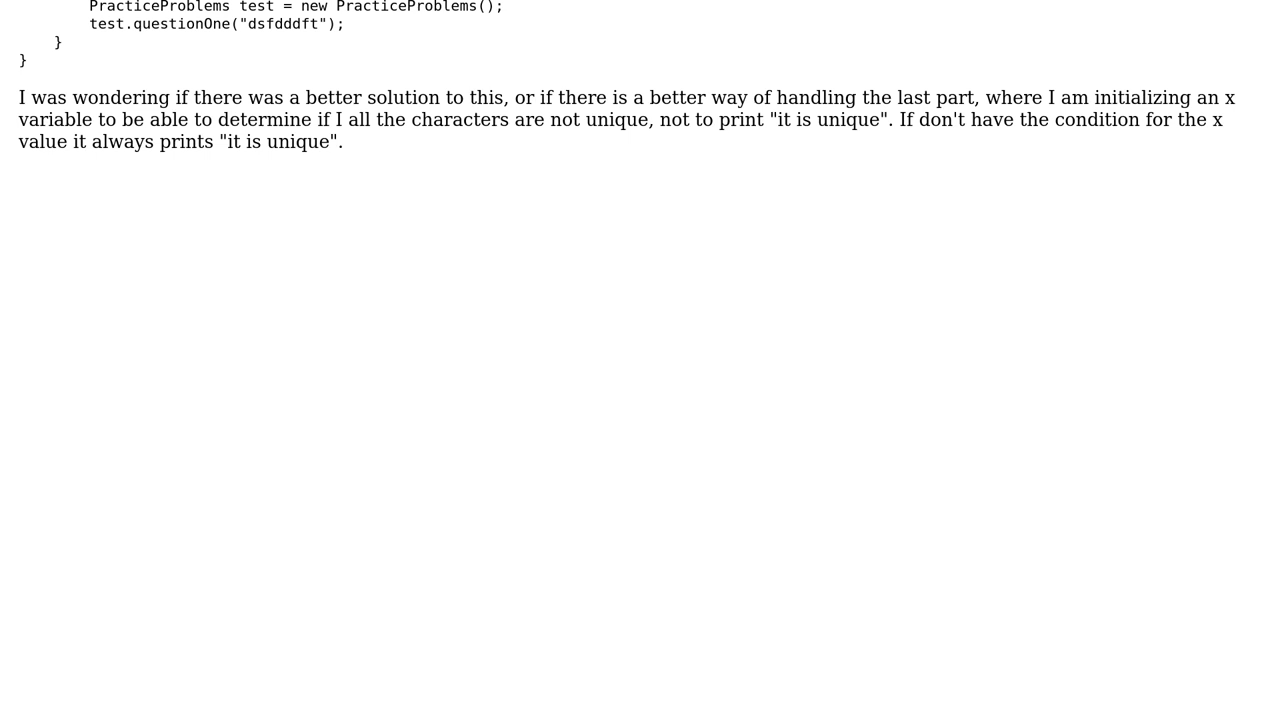 PracticeProblems test = new PracticeProblems();
test.questionOne("dsfdddft");
}
}
I was wondering if there was a better solution to this, or if there is a better way of handling the last part, where I am initializing an x
variable to be able to determine if I all the characters are not unique, not to print "it is unique". If don't have the condition for the x
value it always prints "it is unique".